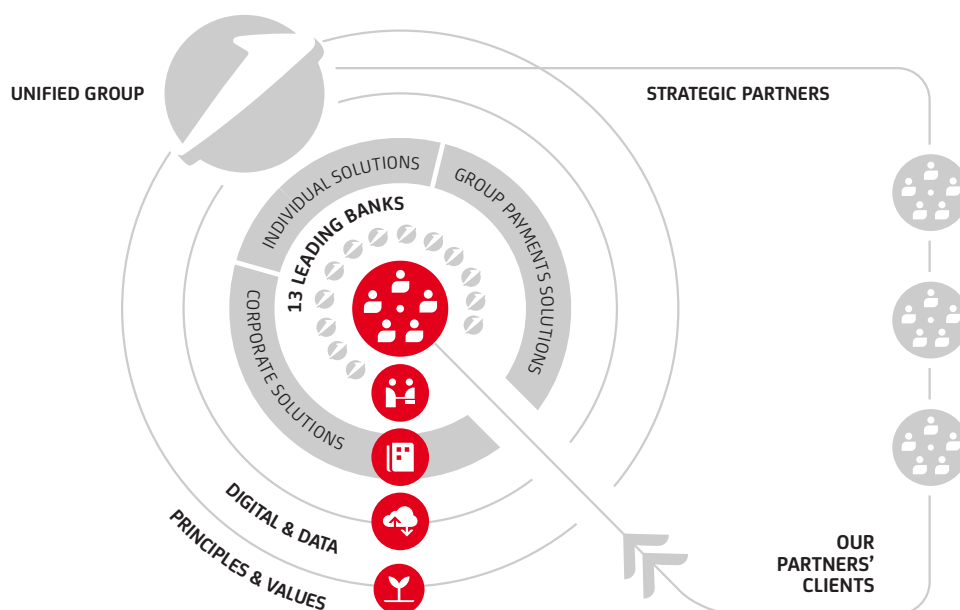 UNIFIED GROUP
STRATEGIC PARTNERS
INDIVIDUAL SOLUTIONS
GROUP PAYMENTS SOLUTIONS
13 LEADING BANKS
CORPORATE SOLUTIONS
DIGITAL & DATA
PRINCIPLES & VALUES
OUR
PARTNERS’
CLIENTS